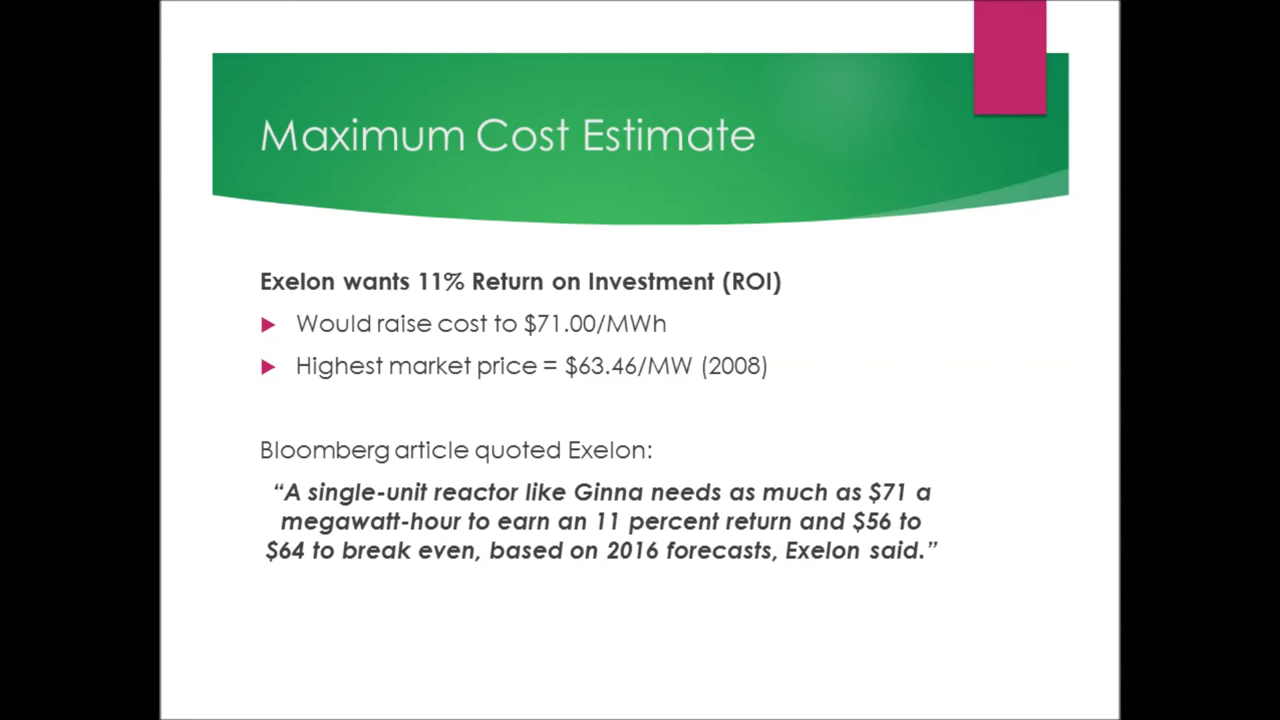 Maximum Cost Estimate
Exelon wants 11% Return on Investment (ROI)
Would raise cost to $71.00/MWh
Highest market price = $63.46/MW (2008)
Bloomberg article quoted Exelon:
“A single-unit reactor like Ginna needs as much as $71 a
megawatt-hour to earn an 11 percent return and $56 to
$64 to break even, based on 2016 forecasts, Exelon said.”